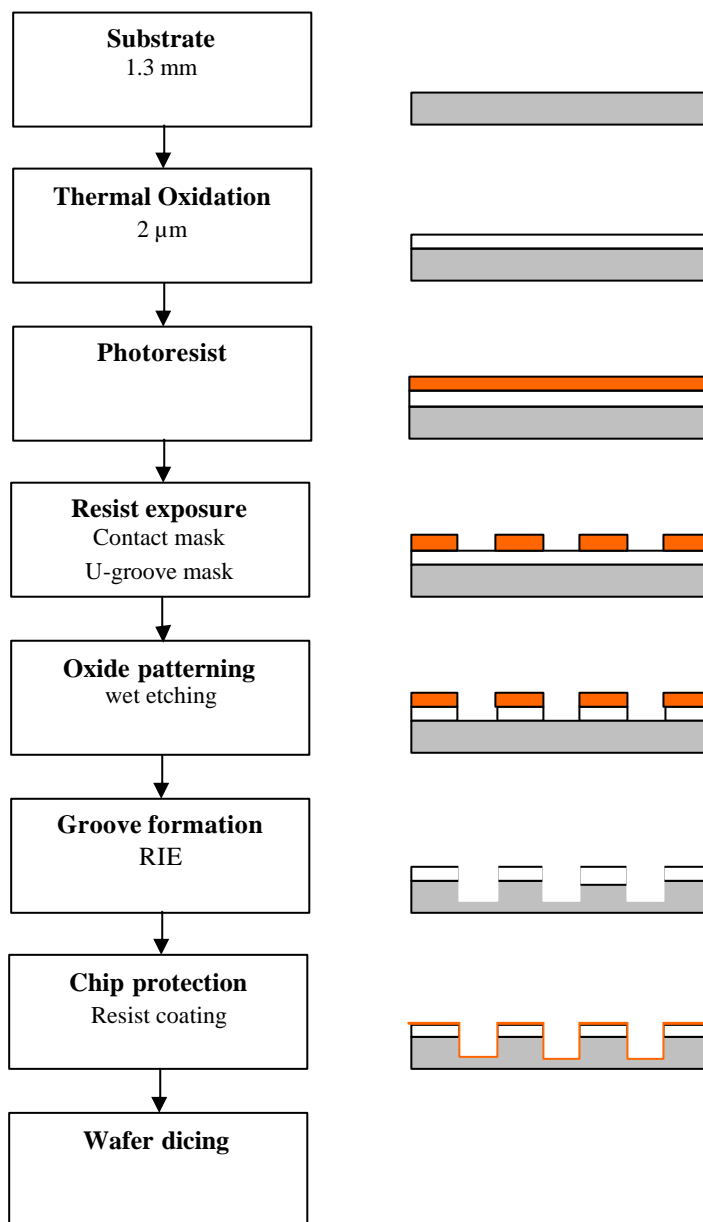 Substrate
1.3 mm
Thermal Oxidation
2 µm
Photoresist
Resist exposure
Contact mask
U-groove mask
Oxide patterning
wet etching
Groove formation
RIE
Chip protection
Resist coating
Wafer dicing